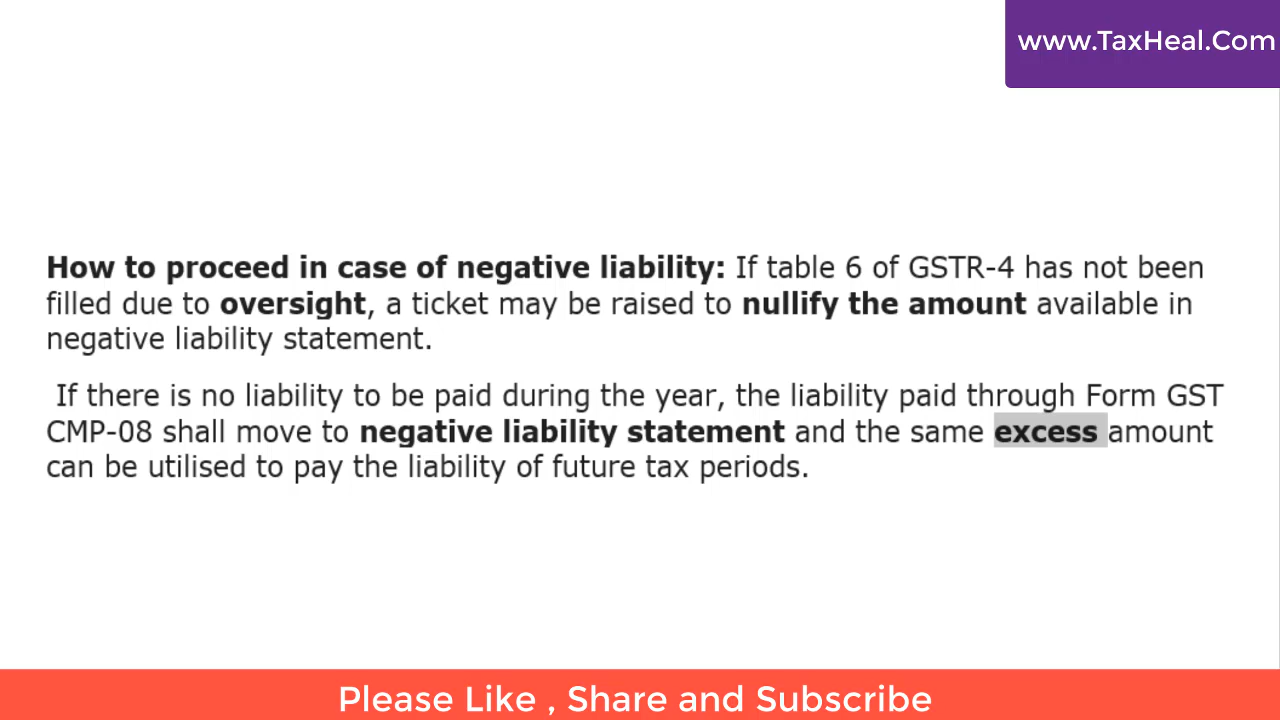 www.TaxHeal.Com
How to proceed in case of negative liability: If table 6 of GSTR-4 has not been
filled due to oversight, a ticket may be raised to nullify the amount available in
negative liability statement.
If there is no liability to be paid during the year, the liability paid through Form GST
CMP-08 shall move to negative liability statement and the same excess amount
can be utilised to pay the liability of future tax periods.
Please Like , Share and Subscribe